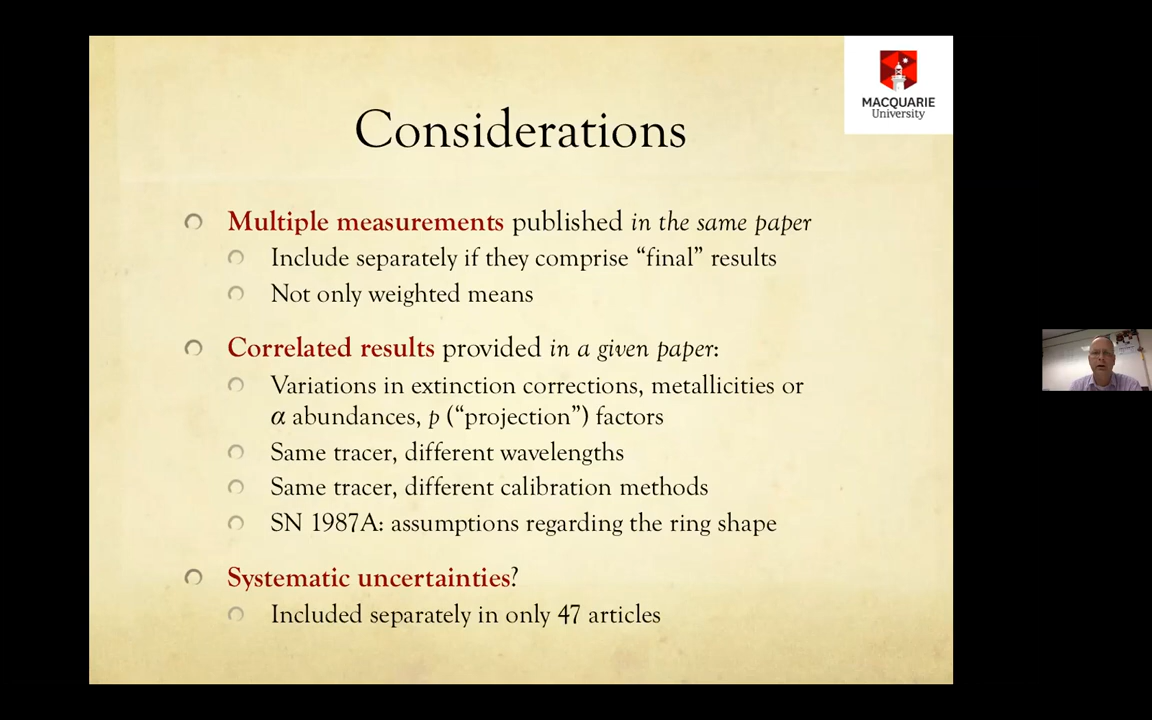 MACQUARIE
University
Considerations
Multiple measurements published in the same paper
Include separately if they comprise “final” results
Not only weighted means
Correlated results provided in a given paper:
Variations in extinction corrections, metallicities or
α abundances, p (“projection”) factors
Same tracer, different wavelengths
Same tracer, different calibration methods
SN 1987A: assumptions regarding the ring shape
Systematic uncertainties?
Included separately in only 47 articles